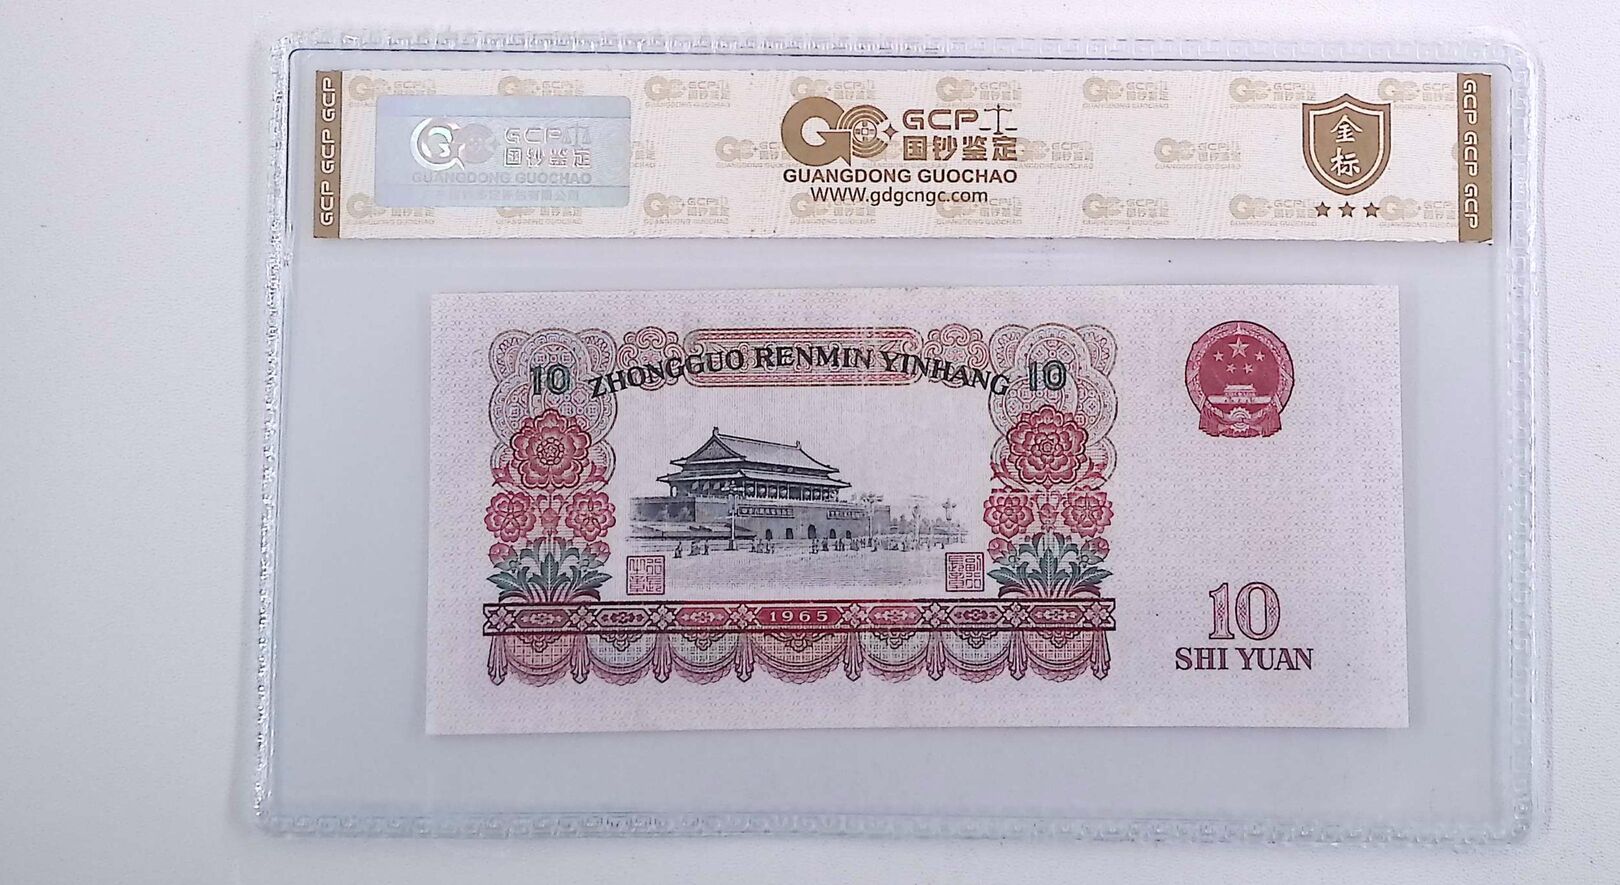 GCP GCP GCP
GCP
国钞鉴定
GUANGDONG GUOCHAO
GCP
国钞鉴定
GUANGDONG GUOCHAO
WWW.gdgcngc.com
金标
GCP GCP GCP
10 ZHONGGUO RENMIN YINHANG 10
1965
10
SHI YUAN